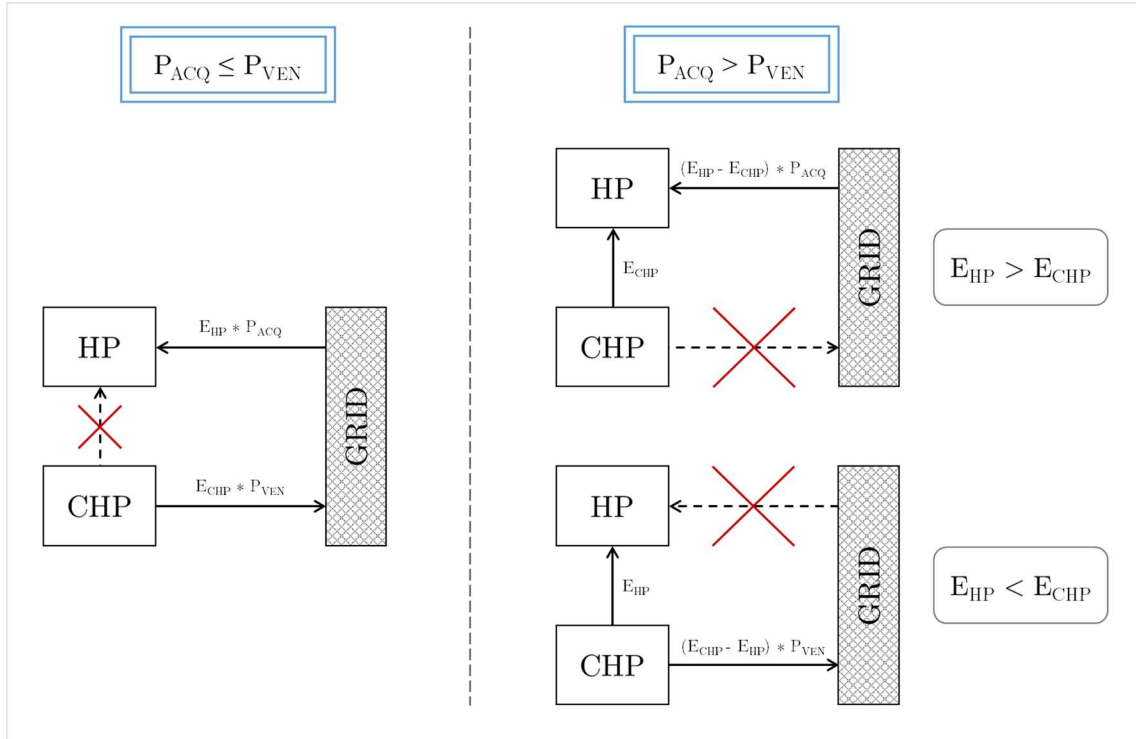 P_ACQ ≤ P_VEN
HP
E_HP * P_ACQ
GRID
CHP
E_CHP * P_VEN
P_ACQ > P_VEN
HP
(E_HP - E_CHP) * P_ACQ
E_CHP
CHP
GRID
E_HP > E_CHP
HP
E_HP
CHP
(E_CHP - E_HP) * P_VEN
GRID
E_HP < E_CHP